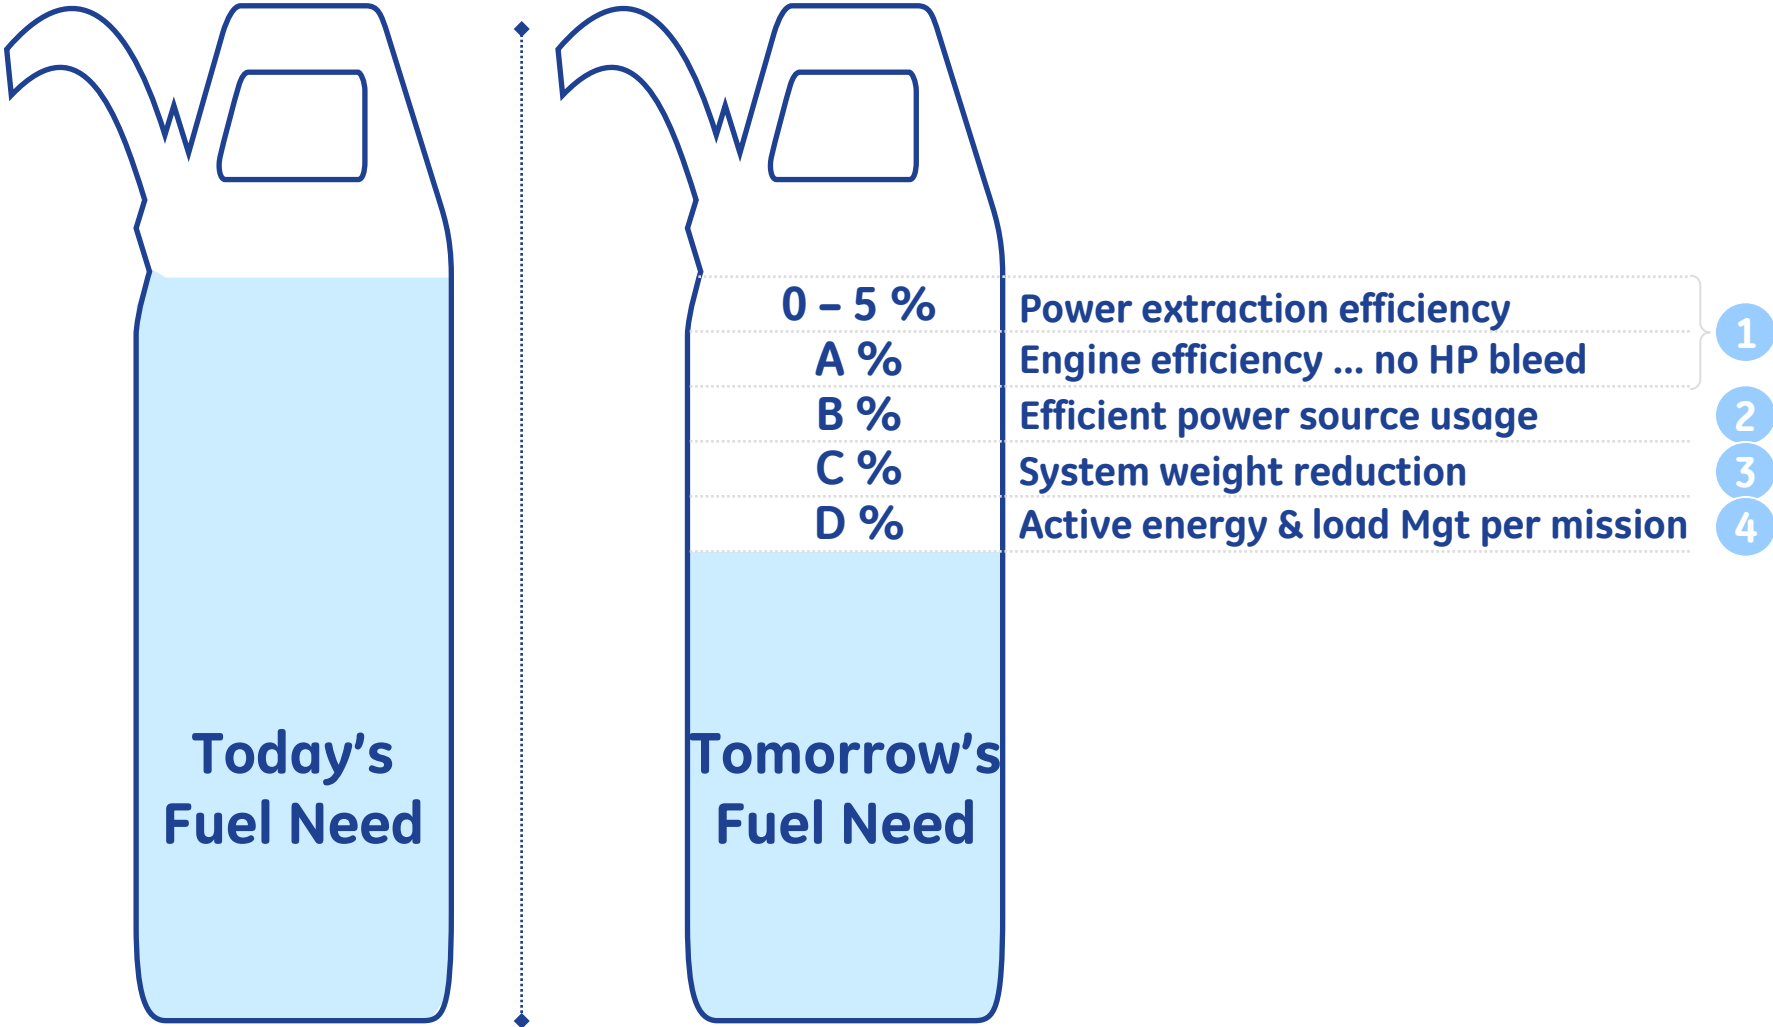 0 – 5 % Power extraction efficiency
A % Engine efficiency ... no HP bleed
1
B % Efficient power source usage 2
C % System weight reduction 3
D % Active energy & load Mgt per mission 4
Today's
Fuel Need
Tomorrow's
Fuel Need